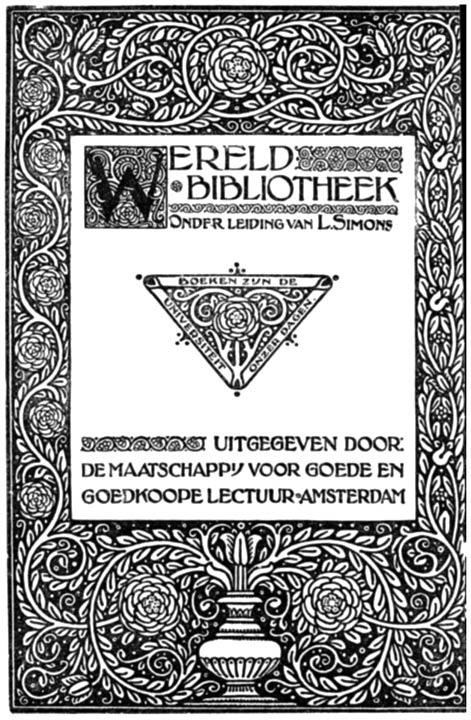 WERELD
BIBLIOTHEEK
ONDER LEIDING VAN L. SIMONS
BOEKEN ZIJN DE
UNIVERSITEIT
ONZER DAGEN
UITGEGEVEN DOOR:
DE MAATSCHAPPIJ VOOR GOEDE EN
GOEDKOOPE LECTUUR · AMSTERDAM